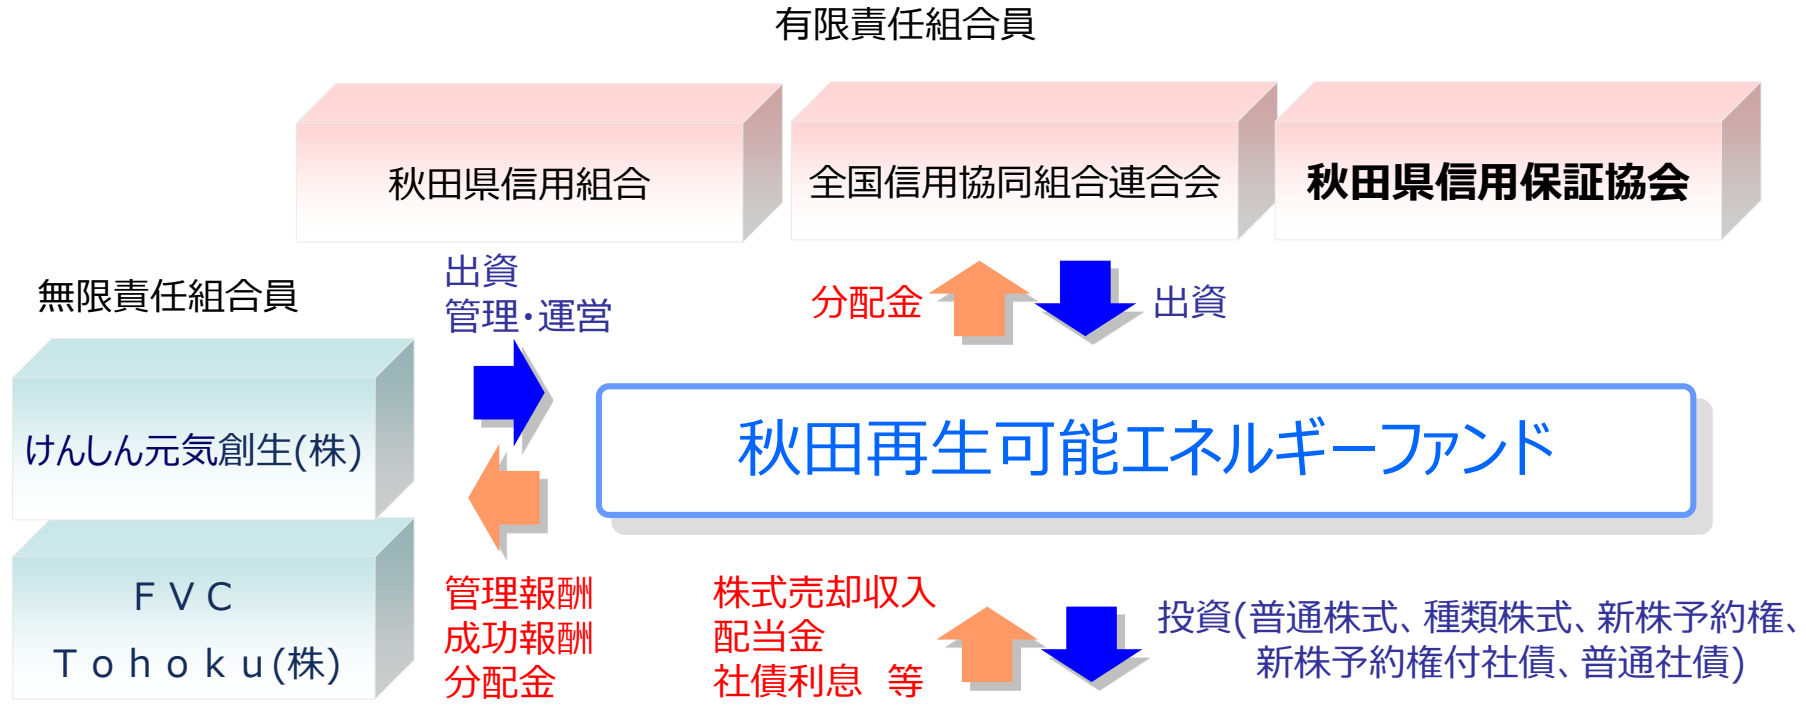 有限責任組合員
秋田県信用組合
全国信用協同組合連合会
秋田県信用保証協会
無限責任組合員
出資
管理・運営
分配金
出資
けんしん元気創生(株)
秋田再生可能エネルギーファンド
ＦＶＣ
Ｔｏｈｏｋｕ(株)
管理報酬
成功報酬
分配金
株式売却収入
配当金
社債利息　等
投資(普通株式、種類株式、新株予約権、
新株予約権付社債、普通社債)